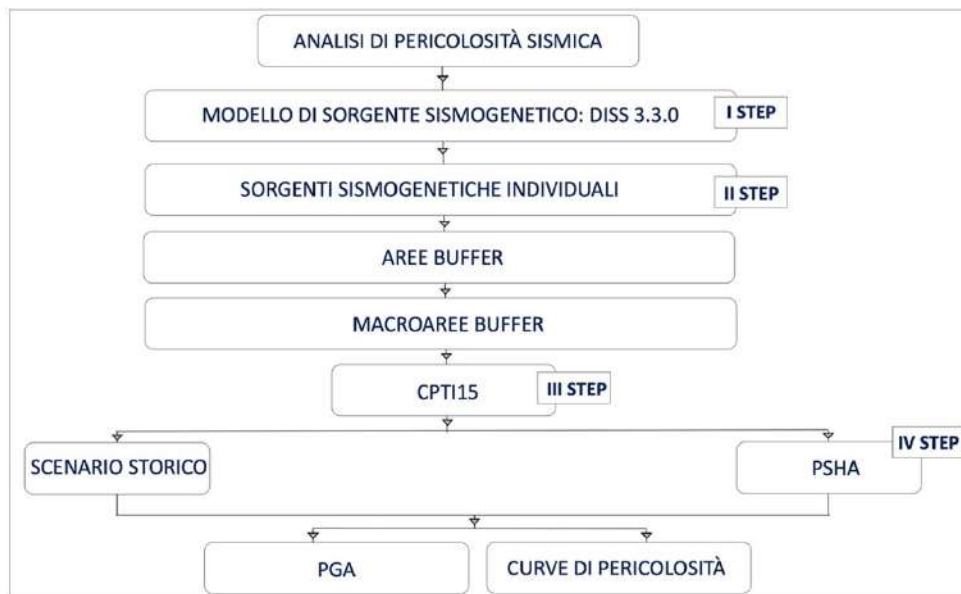 ANALISI DI PERICOLOSITÀ SISMICA
MODELLO DI SORGENTE SISMOGENETICO: DISS 3.3.0
I STEP
SORGENTI SISMOGENETICHE INDIVIDUALI
II STEP
AREE BUFFER
MACROAREE BUFFER
CPTI15
III STEP
SCENARIO STORICO
PSHA
IV STEP
PGA
CURVE DI PERICOLOSITÀ